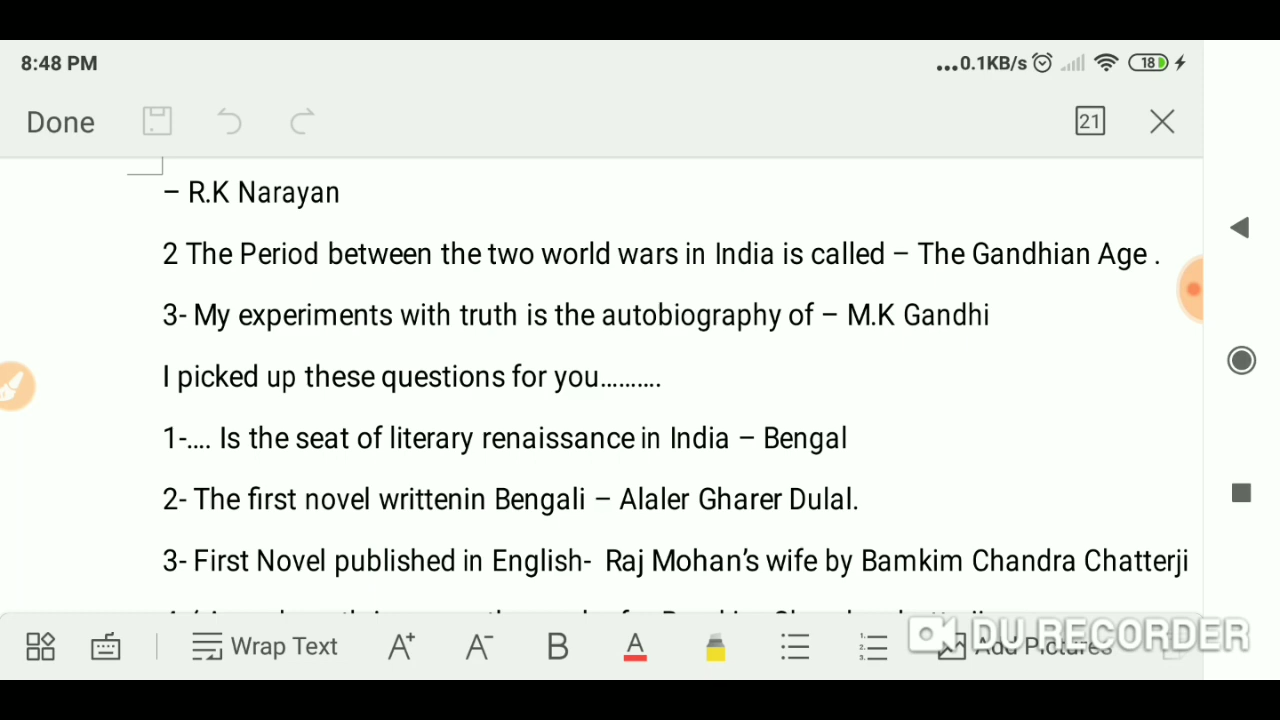 8:48 PM
...0.1KB/s
18
Done
21
– R.K Narayan
2 The Period between the two world wars in India is called – The Gandhian Age .
3- My experiments with truth is the autobiography of – M.K Gandhi
I picked up these questions for you..........
1-.... Is the seat of literary renaissance in India – Bengal
2- The first novel writtenin Bengali – Alaler Gharer Dulal.
3- First Novel published in English- Raj Mohan's wife by Bamkim Chandra Chatterji
Wrap Text
A+
A-
B
A
Add Pictures
DU RECORDER